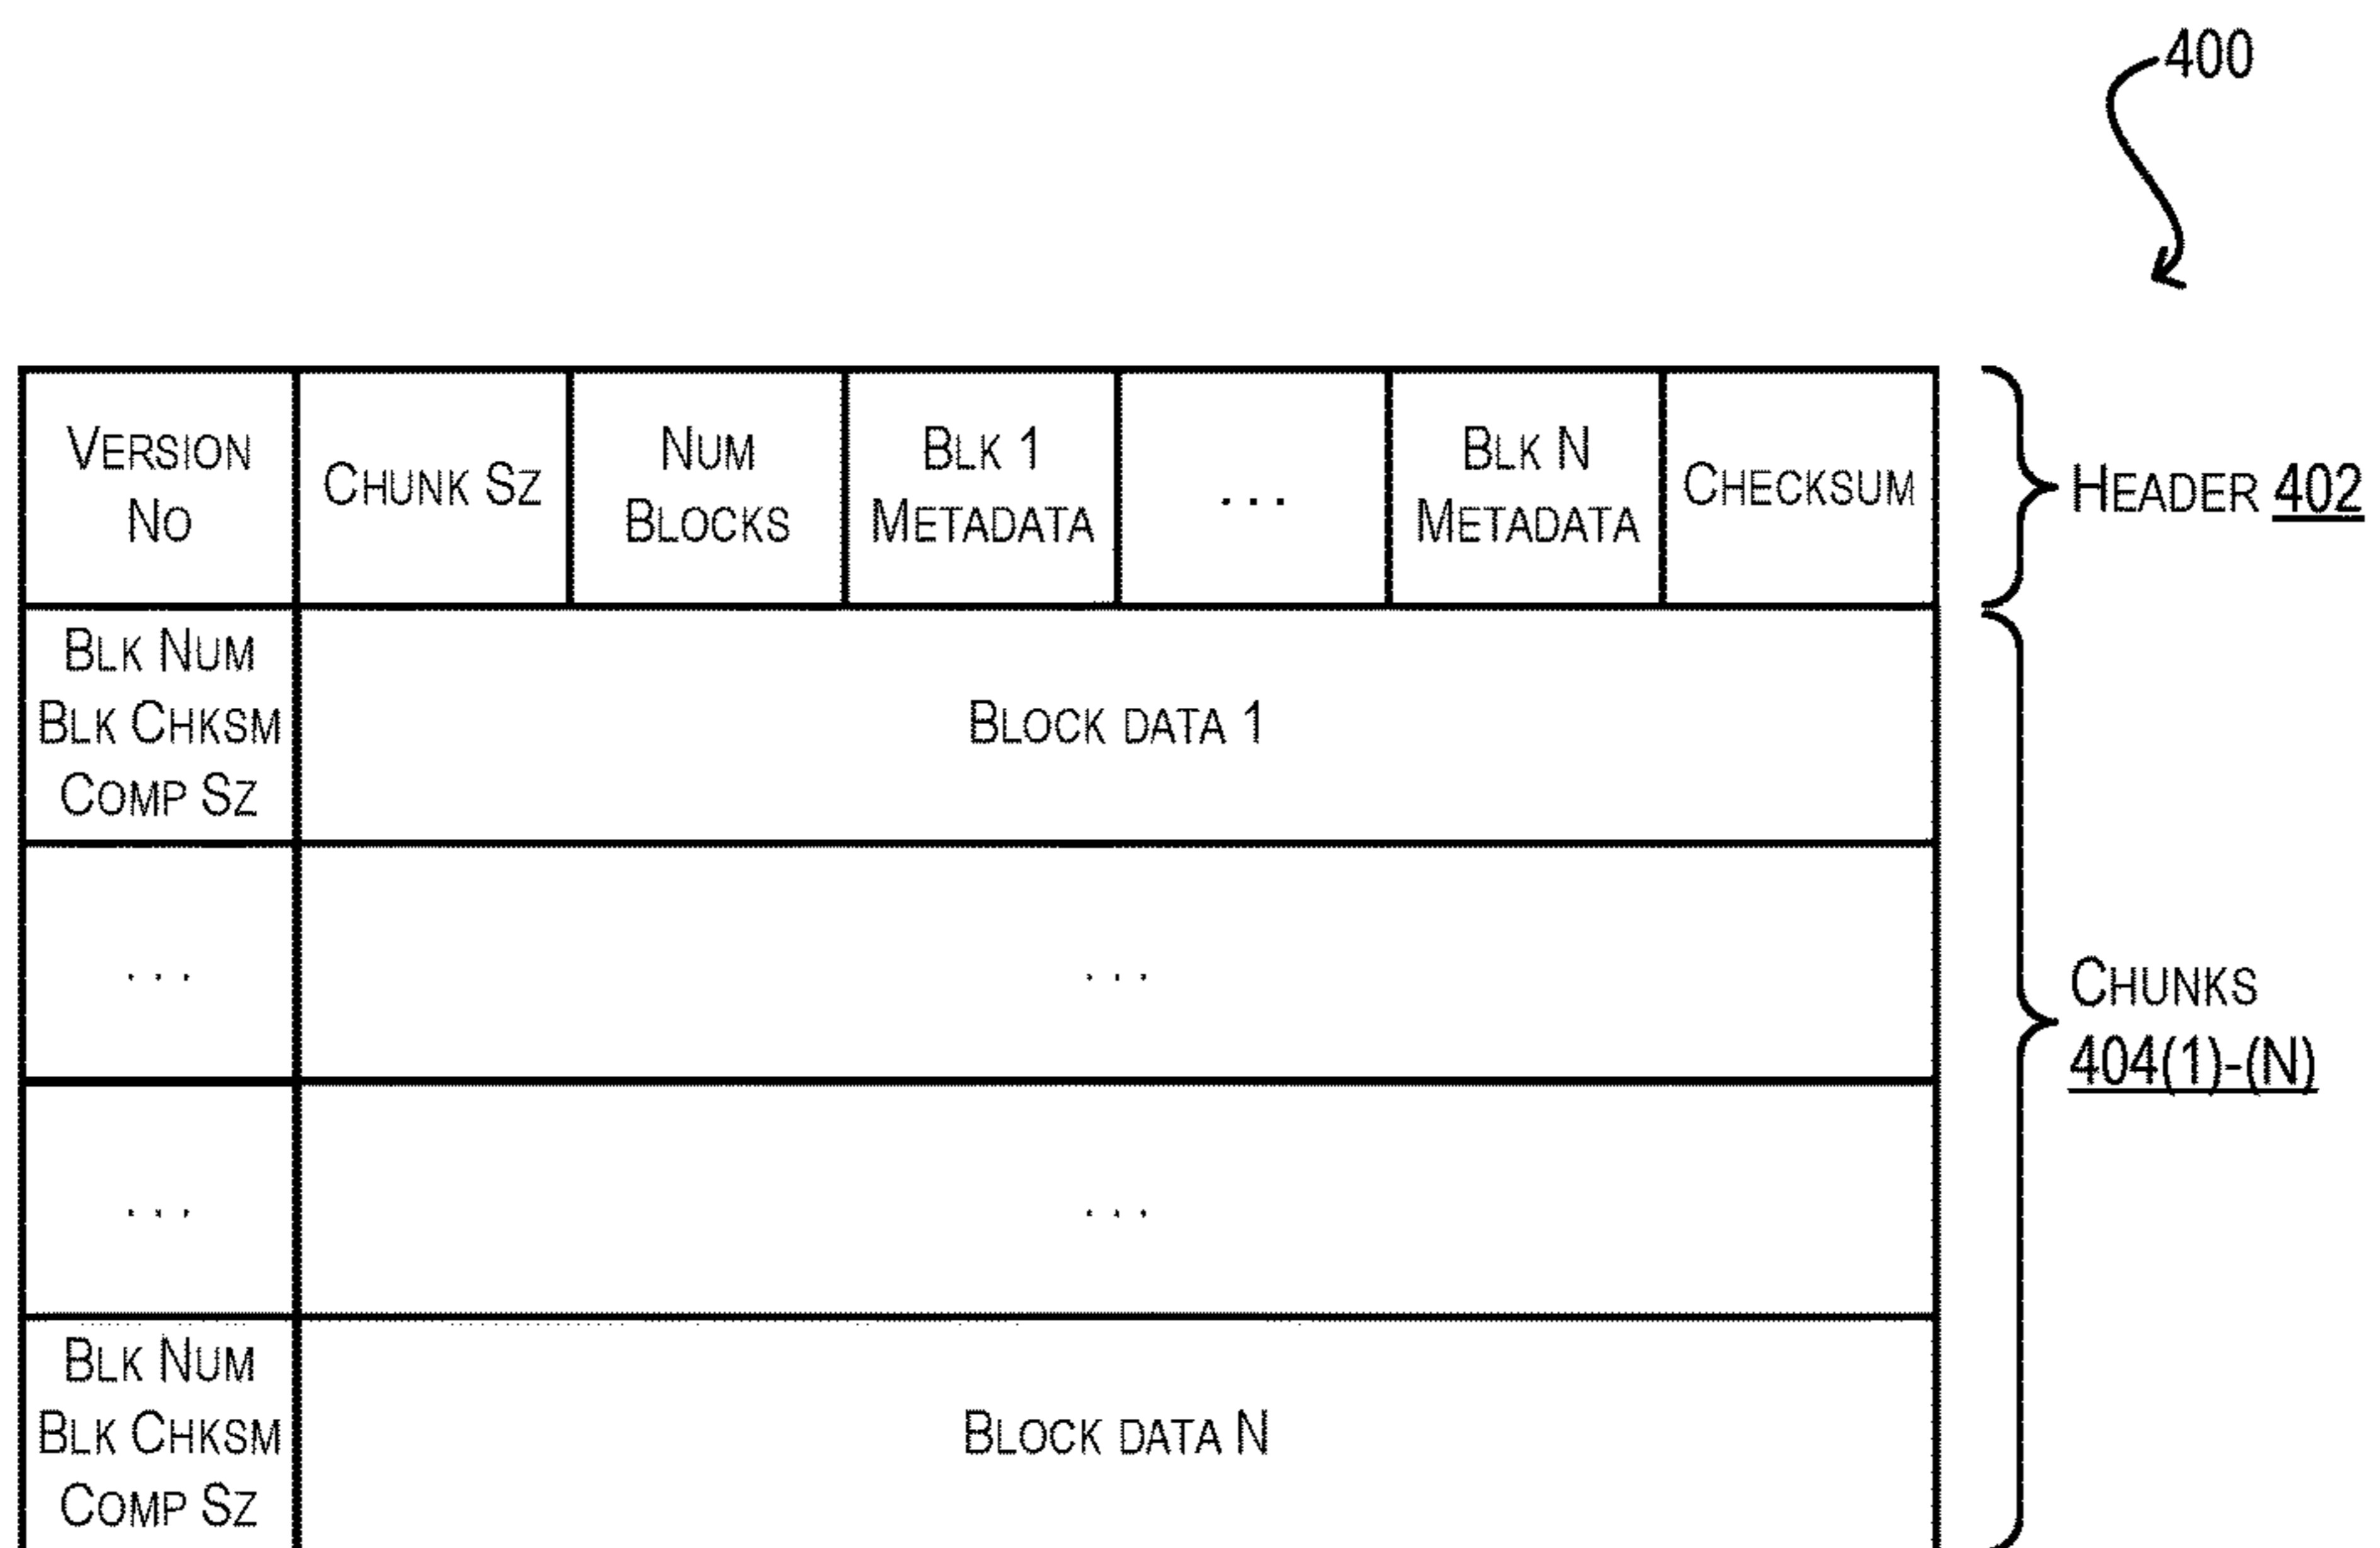 400
VERSION
NO
CHUNK SZ
NUM
BLOCKS
BLK 1
METADATA
...
BLK N
METADATA
CHECKSUM
HEADER 402
BLK NUM
BLK CHKSM
COMP SZ
BLOCK DATA 1
...
...
CHUNKS
404(1)-(N)
...
...
BLK NUM
BLK CHKSM
COMP SZ
BLOCK DATA N